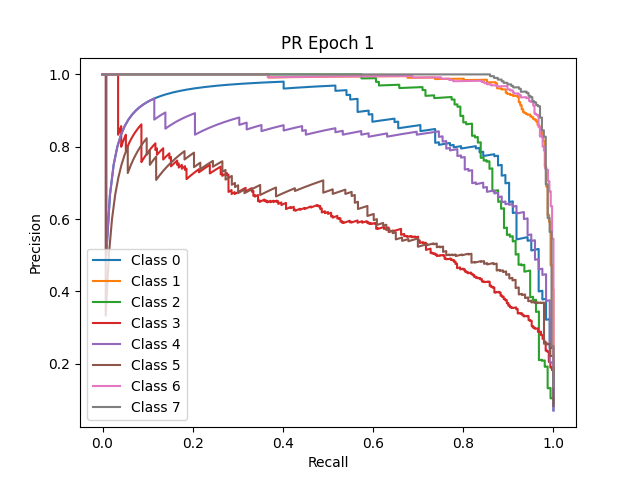 PR Epoch 1
1.0
0.8
0.6
0.4
0.2
Precision
Class 0
Class 1
Class 2
Class 3
Class 4
Class 5
Class 6
Class 7
0.0 0.2 0.4 0.6 0.8 1.0
Recall